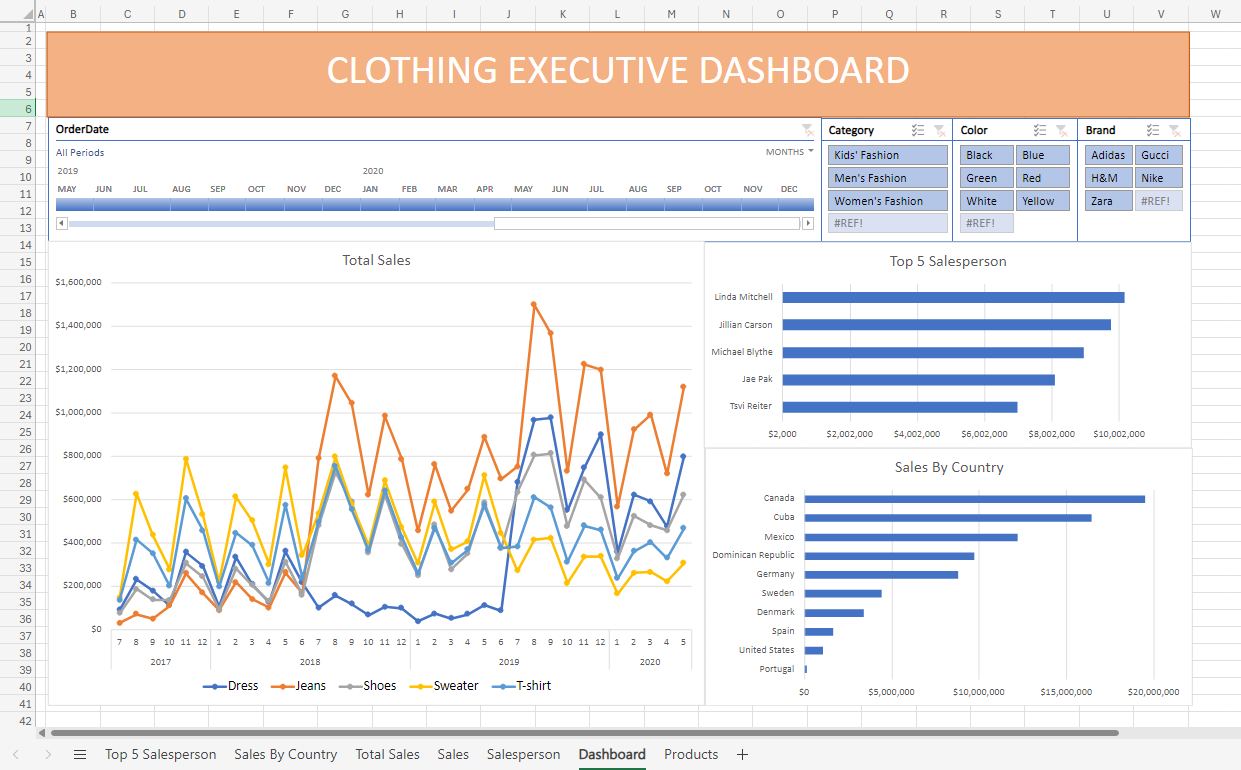 A B C D E F G H I J K L M N O P Q R S T U V W
1
2
3
4
5
6
7
8
9
10
11
12
13
14
15
16
17
18
19
20
21
22
23
24
25
26
27
28
29
30
31
32
33
34
35
36
37
38
39
40
41
42
CLOTHING EXECUTIVE DASHBOARD
OrderDate
All Periods
MONTHS
2019 2020
MAY JUN JUL AUG SEP OCT NOV DEC JAN FEB MAR APR MAY JUN JUL AUG SEP OCT NOV DEC
Category
Kids' Fashion
Men's Fashion
Women's Fashion
#REF!
Color
Black Blue
Green Red
White Yellow
#REF!
Brand
Adidas Gucci
H&M Nike
Zara #REF!
Total Sales
$1,600,000
$1,400,000
$1,200,000
$1,000,000
$800,000
$600,000
$400,000
$200,000
$0
7 8 9 10 11 12 1 2 3 4 5 6 7 8 9 10 11 12 1 2 3 4 5 6 7 8 9 10 11 12 1 2 3 4 5
2017 2018 2019 2020
Dress Jeans Shoes Sweater T-shirt
Top 5 Salesperson
Linda Mitchell
Jillian Carson
Michael Blythe
Jae Pak
Tsvi Reiter
$2,000 $2,002,000 $4,002,000 $6,002,000 $8,002,000 $10,002,000
Sales By Country
Canada
Cuba
Mexico
Dominican Republic
Germany
Sweden
Denmark
Spain
United States
Portugal
$0 $5,000,000 $10,000,000 $15,000,000 $20,000,000
Top 5 Salesperson Sales By Country Total Sales Sales Salesperson Dashboard Products